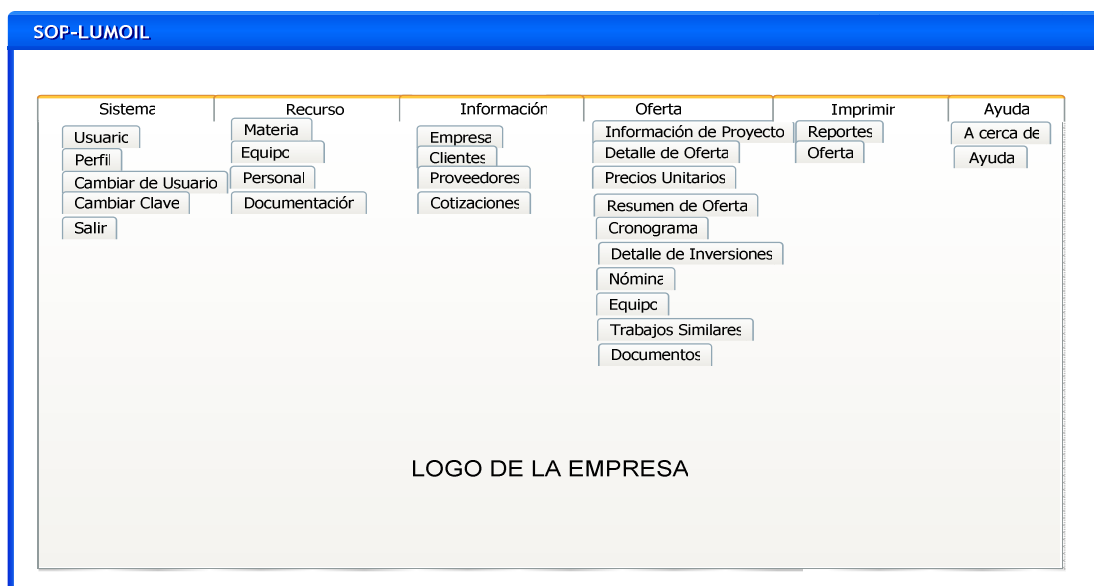 SOP-LUMOIL
Sistema
Usuario
Perfil
Cambiar de Usuario
Cambiar Clave
Salir
Recurso
Materia
Equipo
Personal
Documentación
Información
Empresa
Clientes
Proveedores
Cotizaciones
Oferta
Información de Proyecto
Detalle de Oferta
Precios Unitarios
Resumen de Oferta
Cronograma
Detalle de Inversiones
Nómina
Equipo
Trabajos Similares
Documentos
Imprimir
Reportes
Oferta
Ayuda
A cerca de
Ayuda
LOGO DE LA EMPRESA